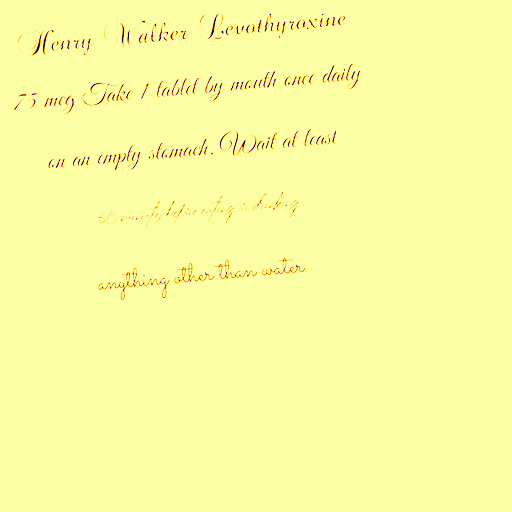 Henry Walker Levothyroxine
75 mcg Take 1 tablet by mouth once daily
on an empty stomach. Wait at least
minutes before eating or drinking
anything other than water.